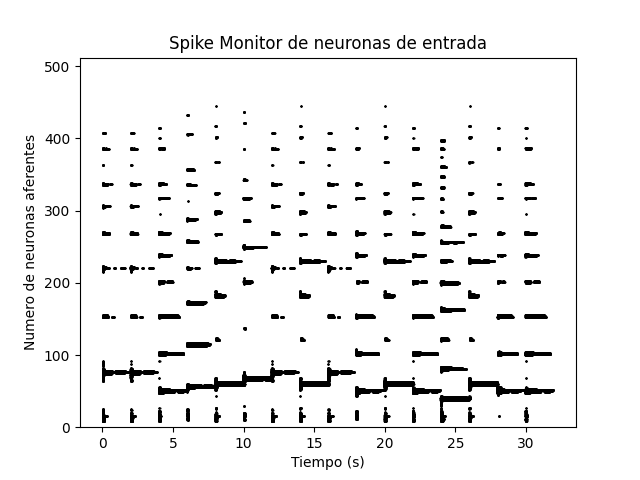 Spike Monitor de neuronas de entrada
500
400
300
200
100
0
Numero de neuronas aferentes
0 5 10 15 20 25 30
Tiempo (s)